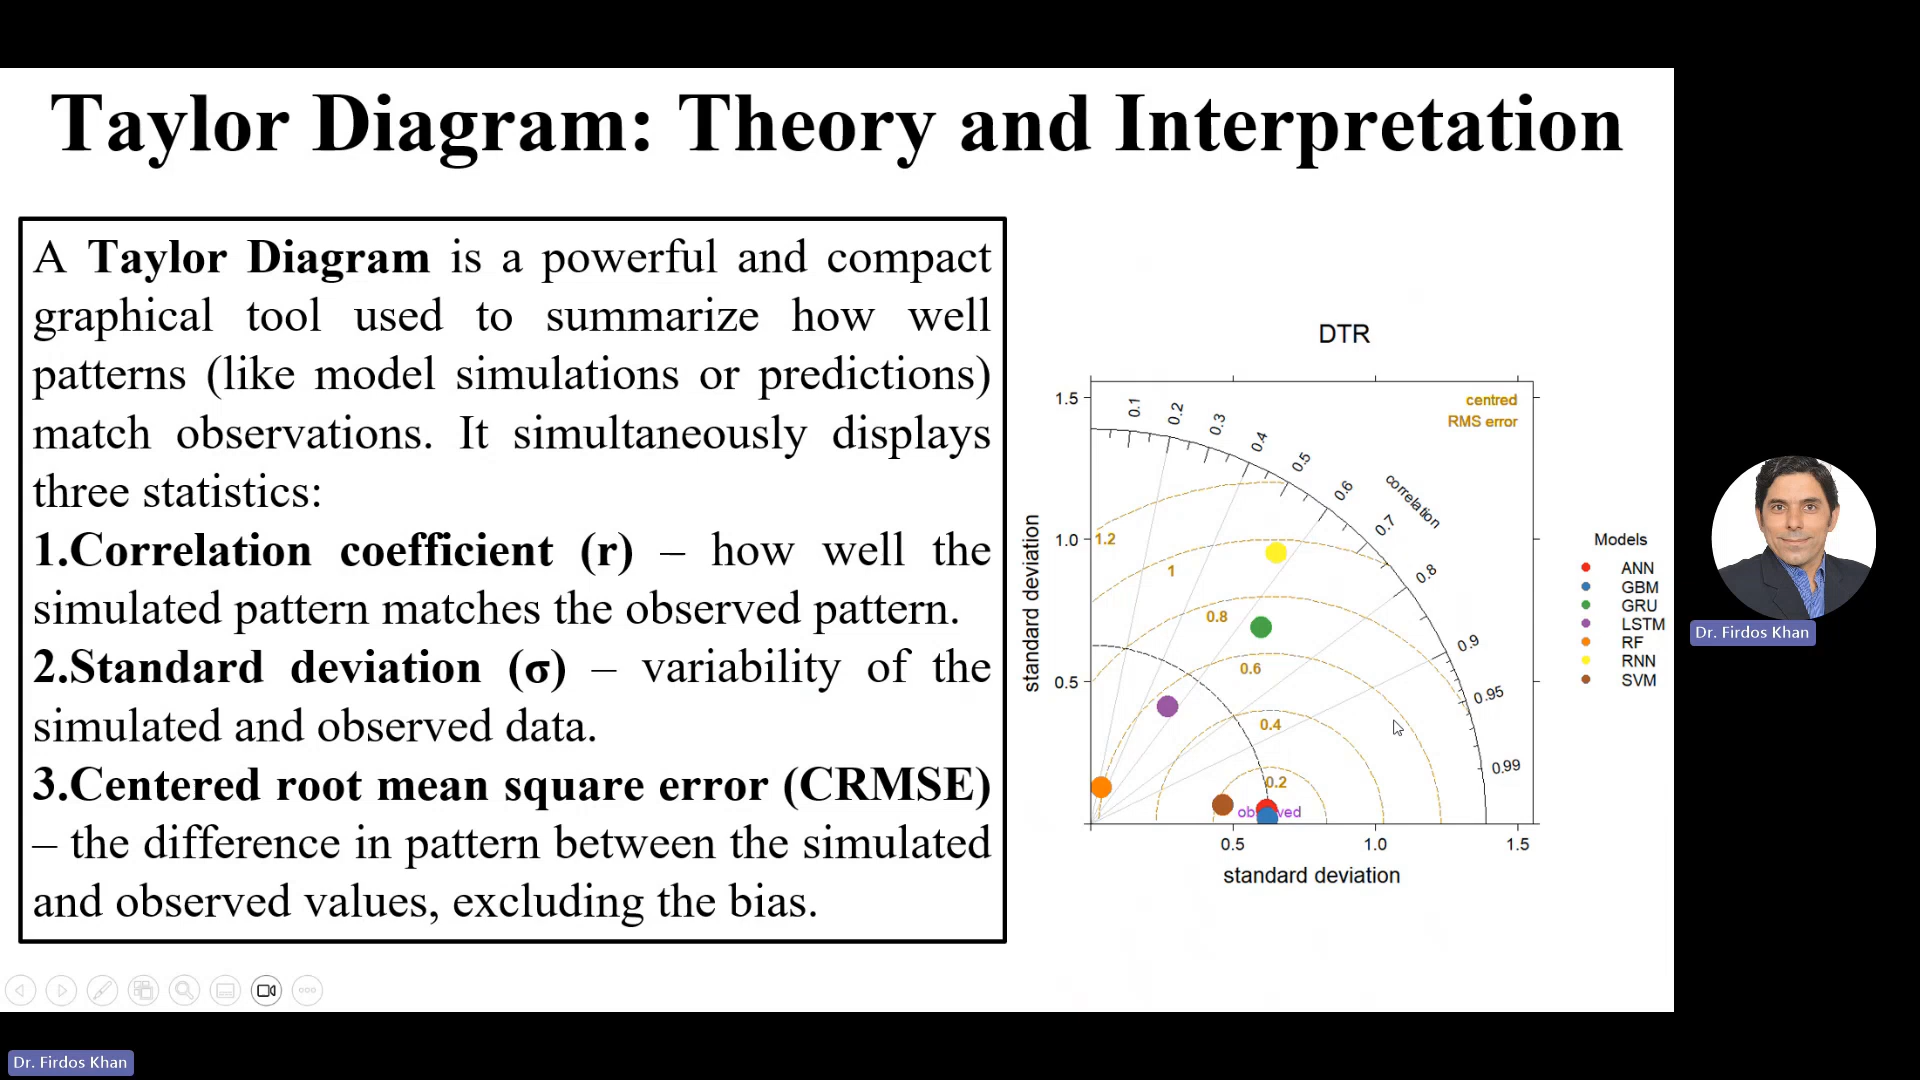 Taylor Diagram: Theory and Interpretation
A Taylor Diagram is a powerful and compact
graphical tool used to summarize how well
patterns (like model simulations or predictions)
match observations. It simultaneously displays
three statistics:
1.Correlation coefficient (r) – how well the
simulated pattern matches the observed pattern.
2.Standard deviation (σ) – variability of the
simulated and observed data.
3.Centered root mean square error (CRMSE)
– the difference in pattern between the simulated
and observed values, excluding the bias.
DTR
centred
RMS error
1.5
1.0
0.5
standard deviation
0.1
0.2
0.3
0.4
0.5
0.6
0.7
0.8
0.9
0.95
0.99
correlation
1.2
1
0.8
0.6
0.4
0.2
0.5
1.0
1.5
standard deviation
Models
ANN
GBM
GRU
LSTM
RF
RNN
SVM
Dr. Firdos Khan
Dr. Firdos Khan